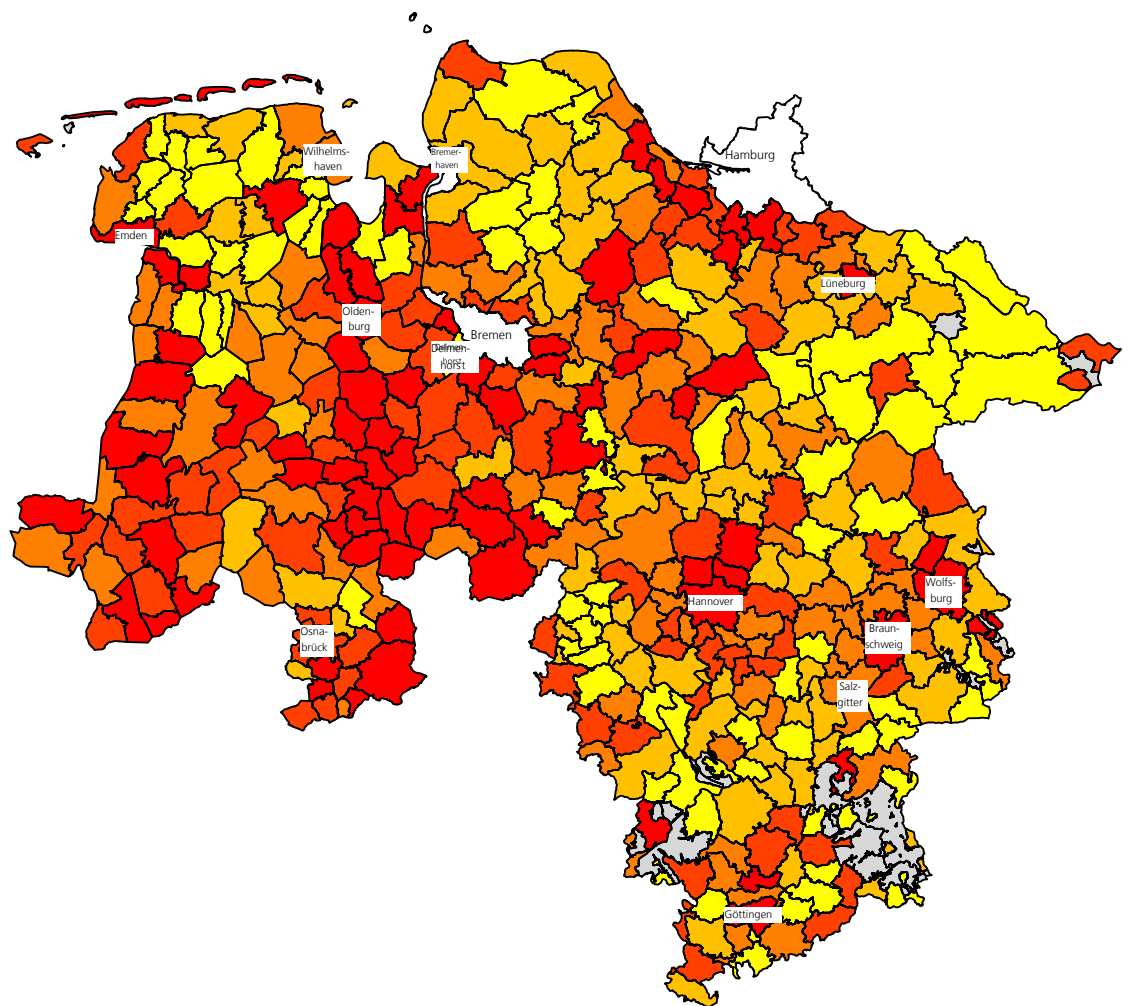 Wilhelms-
haven
Bremer-
haven
Hamburg
Emden
Lüneburg
Olden-
burg
Bremen
Delmen-
horst
Wolfs-
burg
Hannover
Braun-
schweig
Osna-
brück
Salz-
gitter
Göttingen